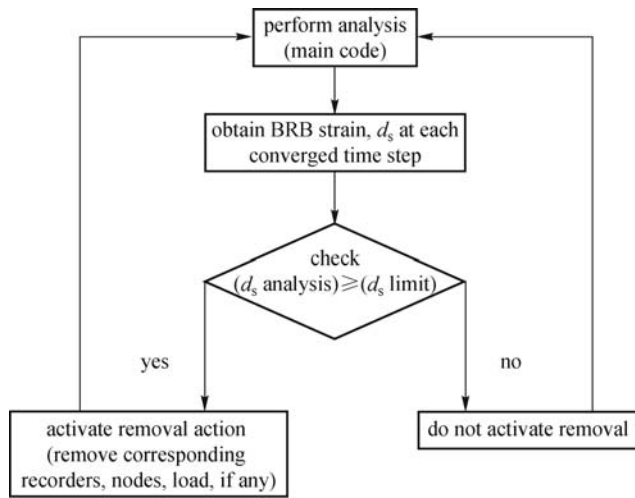 perform analysis
(main code)
obtain BRB strain, dₛ at each
converged time step
check
(dₛ analysis)⩾(dₛ limit)
yes
no
activate removal action
(remove corresponding
recorders, nodes, load, if any)
do not activate removal